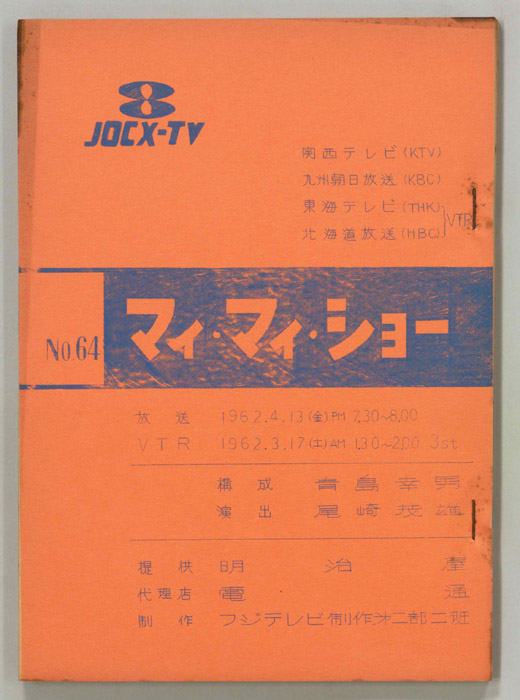 8
JOCX-TV
関西テレビ(KTV)
九州朝日放送(KBC)
東海テレビ(THK)
北海道放送(HBC)
VTR
No.64
マイ・マイ・ショー
放送 1962.4.13(金)PM 7.30~8.00
VTR 1962.3.17(土)AM 1.30~2.00 3st
構成 青島幸男
演出 尾崎茂雄
提供 明治屋
代理店 電通
制作 フジテレビ制作才二部二班